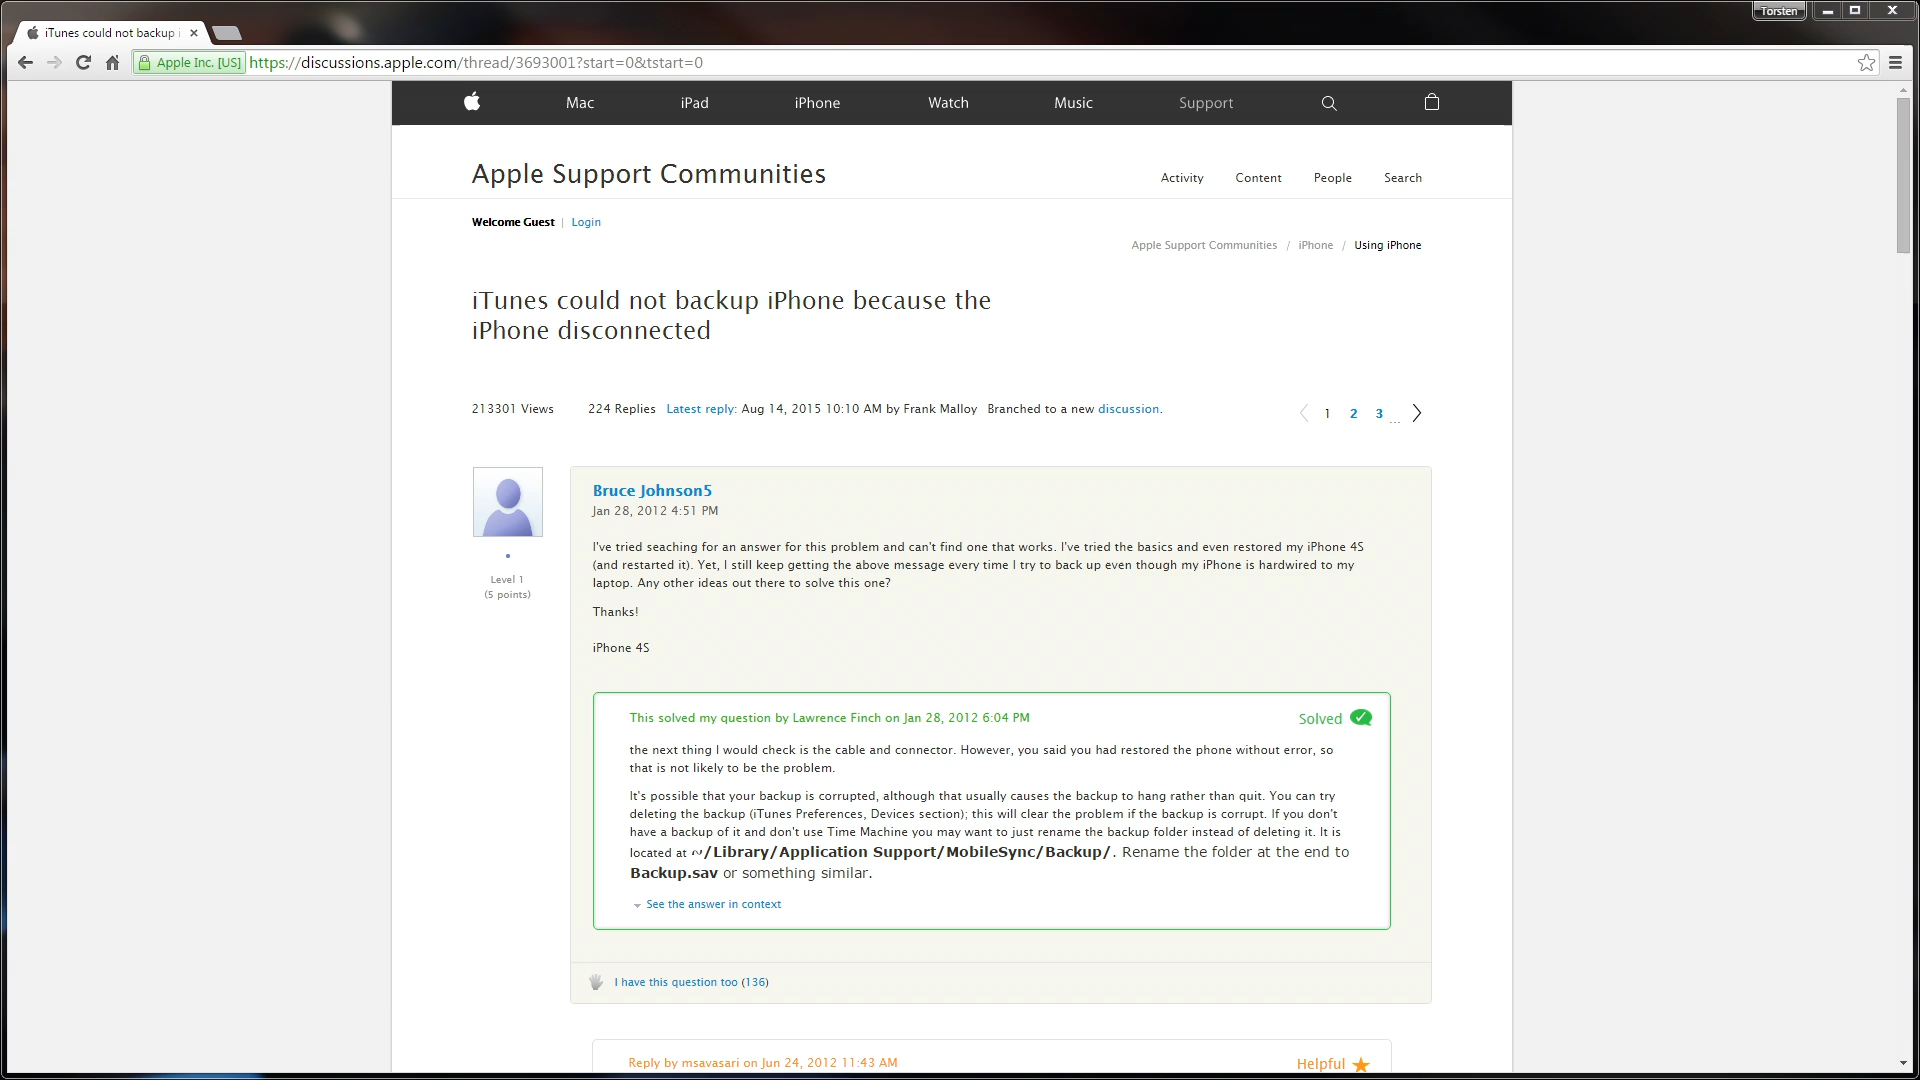 Torsten
iTunes could not backup i
Apple Inc. [US] https://discussions.apple.com/thread/3693001?start=0&tstart=0
Mac iPad iPhone Watch Music Support
Apple Support Communities
Activity Content People Search
Welcome Guest | Login
Apple Support Communities / iPhone / Using iPhone
iTunes could not backup iPhone because the
iPhone disconnected
213301 Views 224 Replies Latest reply: Aug 14, 2015 10:10 AM by Frank Malloy Branched to a new discussion.
1 2 3 ...
Bruce Johnson5
Jan 28, 2012 4:51 PM
Level 1
(5 points)
I've tried seaching for an answer for this problem and can't find one that works. I've tried the basics and even restored my iPhone 4S
(and restarted it). Yet, I still keep getting the above message every time I try to back up even though my iPhone is hardwired to my
laptop. Any other ideas out there to solve this one?
Thanks!
iPhone 4S
This solved my question by Lawrence Finch on Jan 28, 2012 6:04 PM
Solved
the next thing I would check is the cable and connector. However, you said you had restored the phone without error, so
that is not likely to be the problem.
It's possible that your backup is corrupted, although that usually causes the backup to hang rather than quit. You can try
deleting the backup (iTunes Preferences, Devices section); this will clear the problem if the backup is corrupt. If you don't
have a backup of it and don't use Time Machine you may want to just rename the backup folder instead of deleting it. It is
located at ~/Library/Application Support/MobileSync/Backup/. Rename the folder at the end to
Backup.sav or something similar.
See the answer in context
I have this question too (136)
Reply by msavasari on Jun 24, 2012 11:43 AM
Helpful